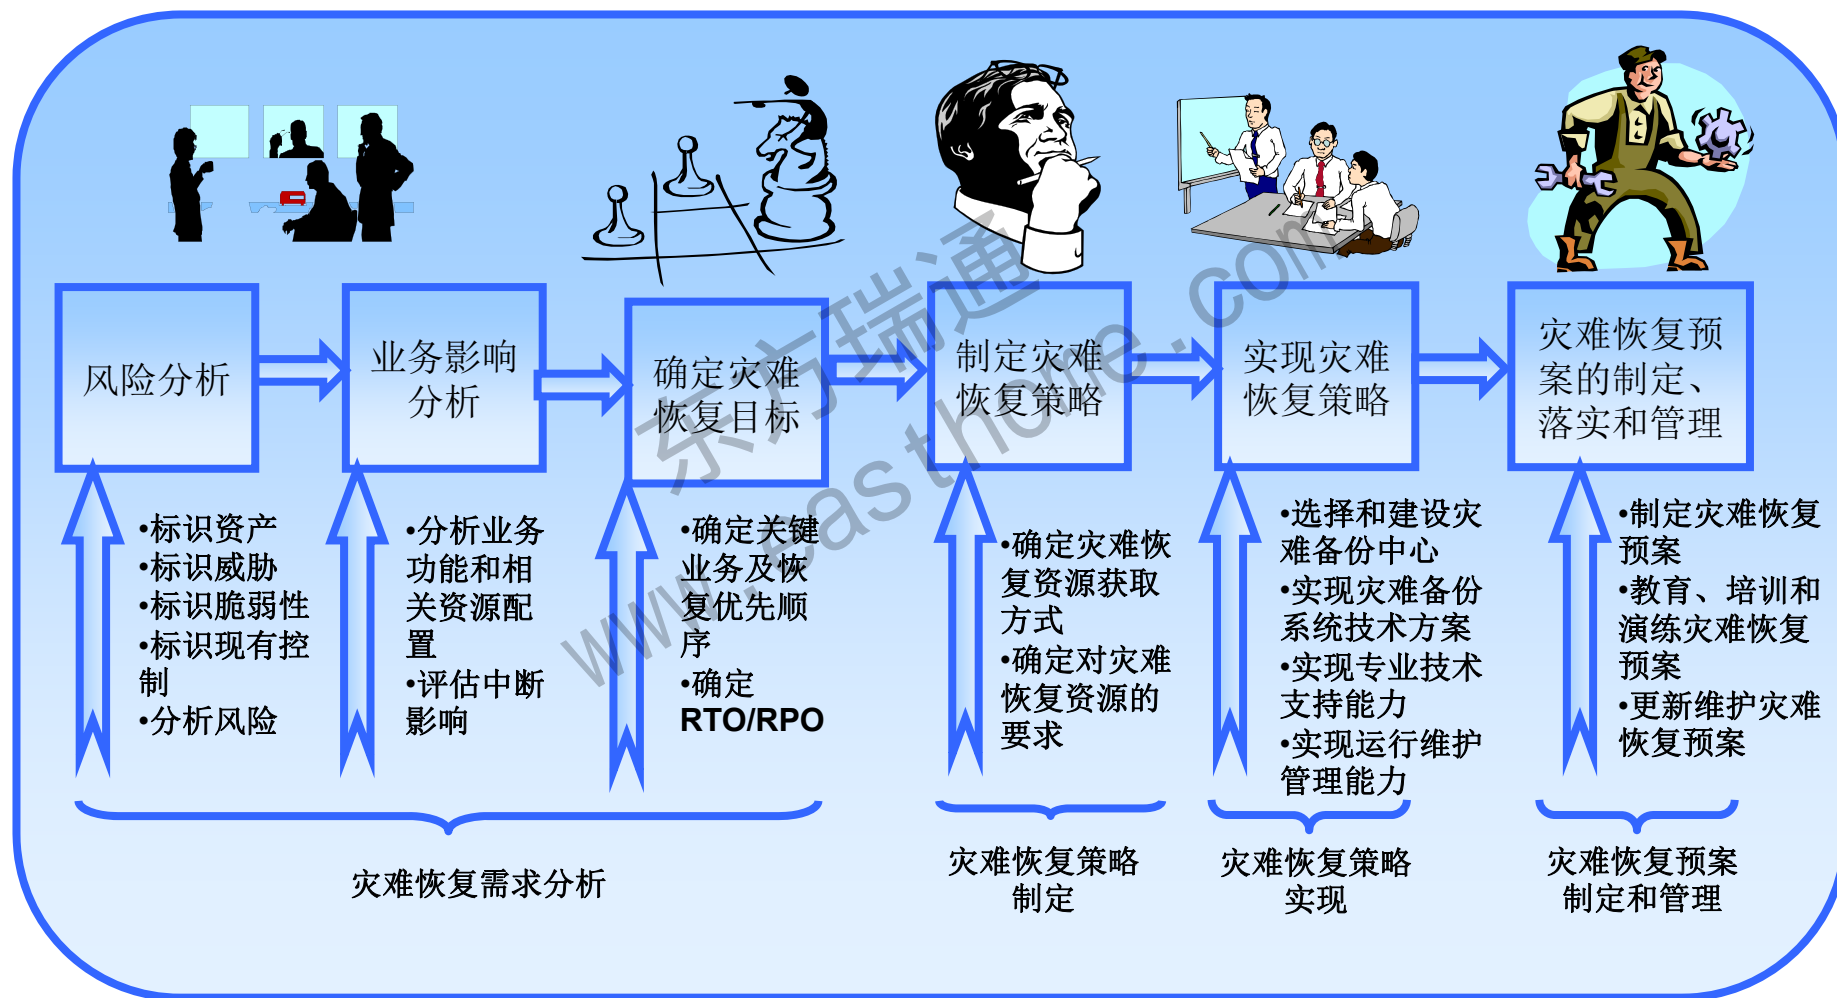 风险分析
业务影响
分析
确定灾难
恢复目标
制定灾难
恢复策略
实现灾难
恢复策略
灾难恢复预
案的制定、
落实和管理
•标识资产
•标识威胁
•标识脆弱性
•标识现有控
制
•分析风险
•分析业务
功能和相
关资源配
置
•评估中断
影响
•确定关键
业务及恢
复优先顺
序
•确定
RTO/RPO
•确定灾难恢
复资源获取
方式
•确定对灾难
恢复资源的
要求
•选择和建设灾
难备份中心
•实现灾难备份
系统技术方案
•实现专业技术
支持能力
•实现运行维护
管理能力
•制定灾难恢复
预案
•教育、培训和
演练灾难恢复
预案
•更新维护灾难
恢复预案
灾难恢复需求分析
灾难恢复策略
制定
灾难恢复策略
实现
灾难恢复预案
制定和管理
东方瑞通
www.easthome.com